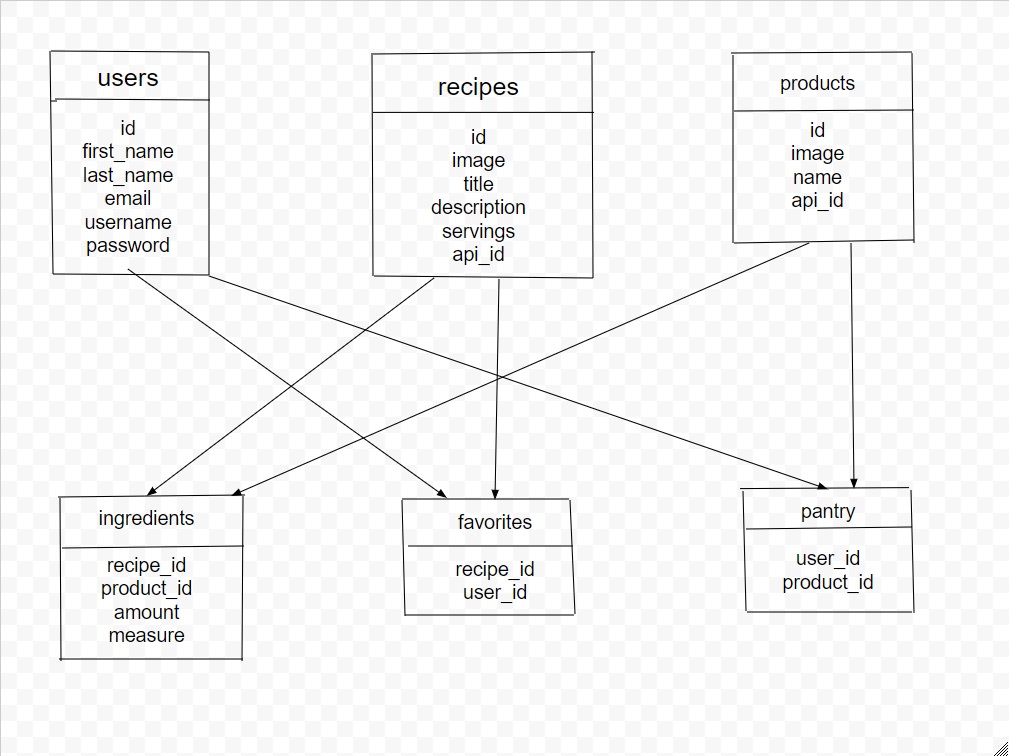 users
id
first_name
last_name
email
username
password
recipes
id
image
title
description
servings
api_id
products
id
image
name
api_id
ingredients
recipe_id
product_id
amount
measure
favorites
recipe_id
user_id
pantry
user_id
product_id